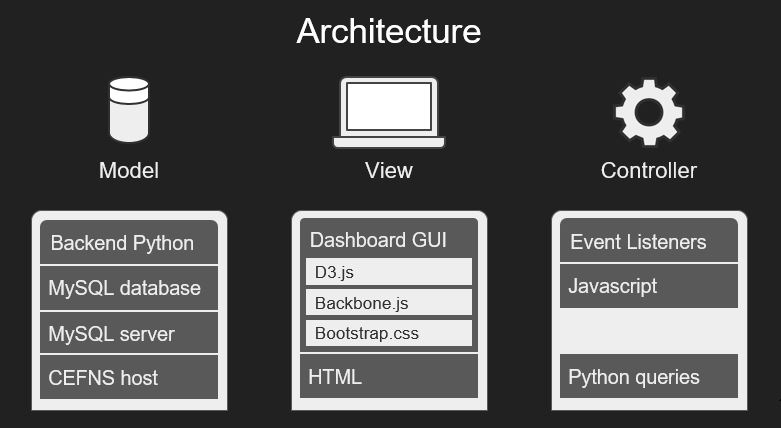 Architecture
Model
View
Controller
Backend Python
MySQL database
MySQL server
CEFNS host
Dashboard GUI
D3.js
Backbone.js
Bootstrap.css
HTML
Event Listeners
Javascript
Python queries